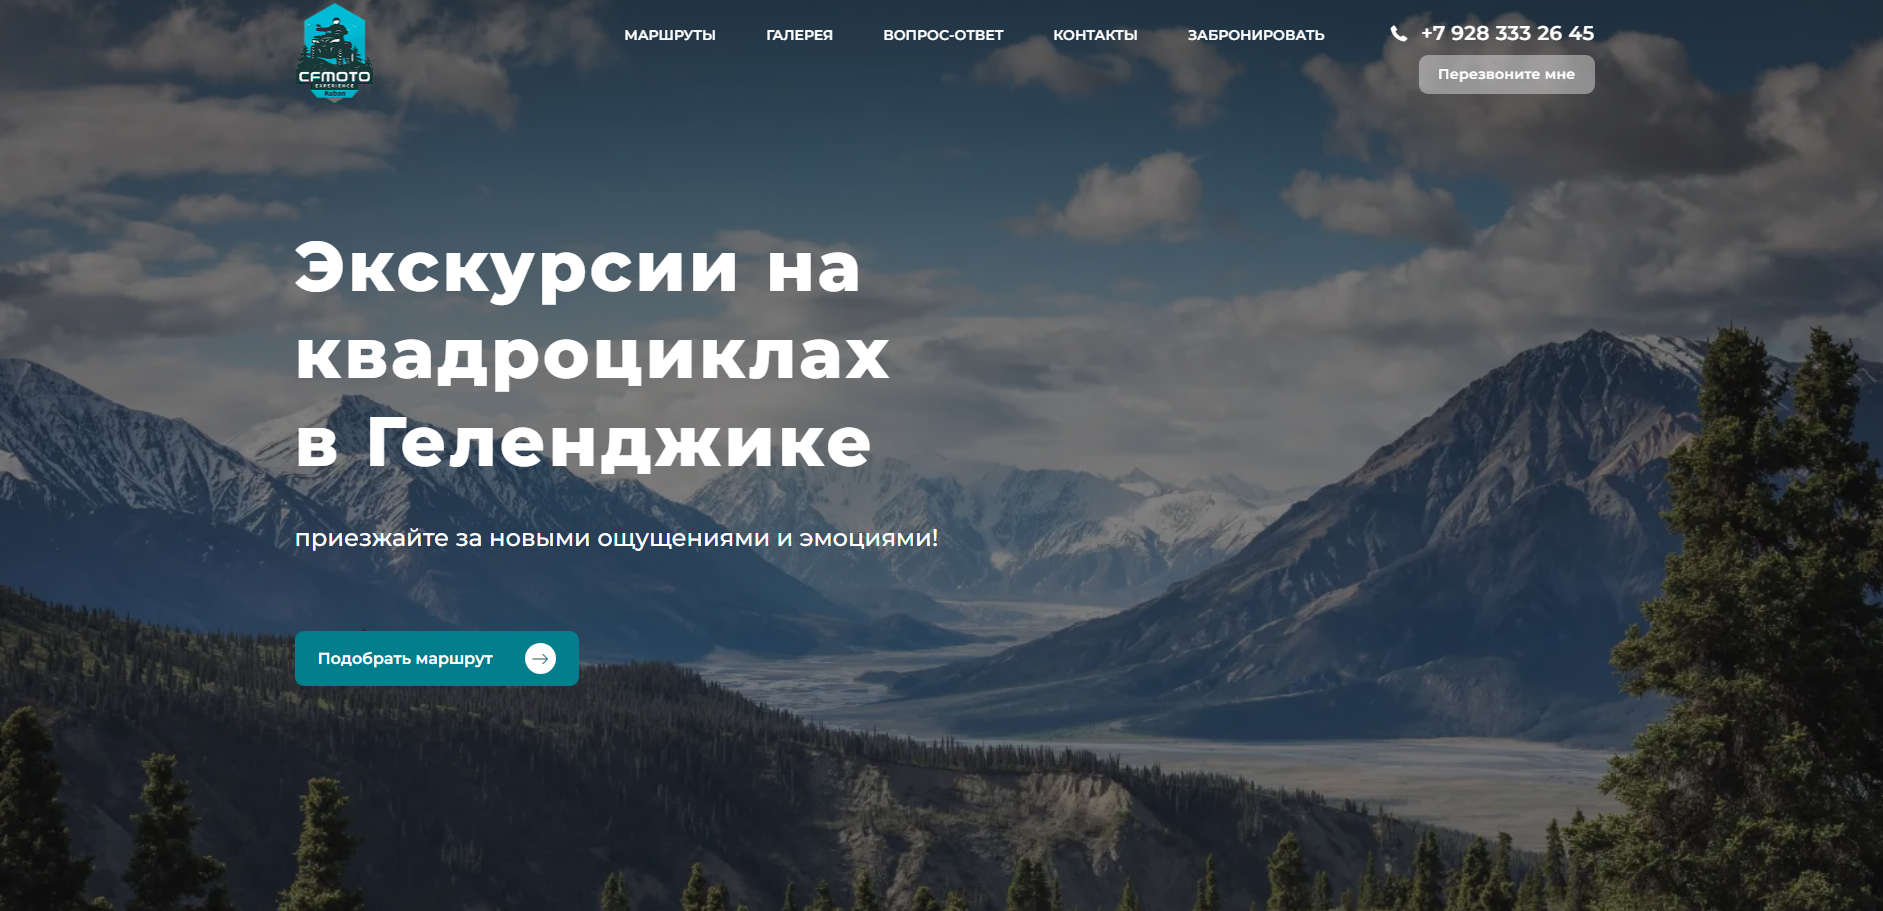 CFMOTO
EXPERIENCE
Kuban
МАРШРУТЫ
ГАЛЕРЕЯ
ВОПРОС-ОТВЕТ
КОНТАКТЫ
ЗАБРОНИРОВАТЬ
+7 928 333 26 45
Перезвоните мне
Экскурсии на
квадроциклах
в Геленджике
приезжайте за новыми ощущениями и эмоциями!
Подобрать маршрут